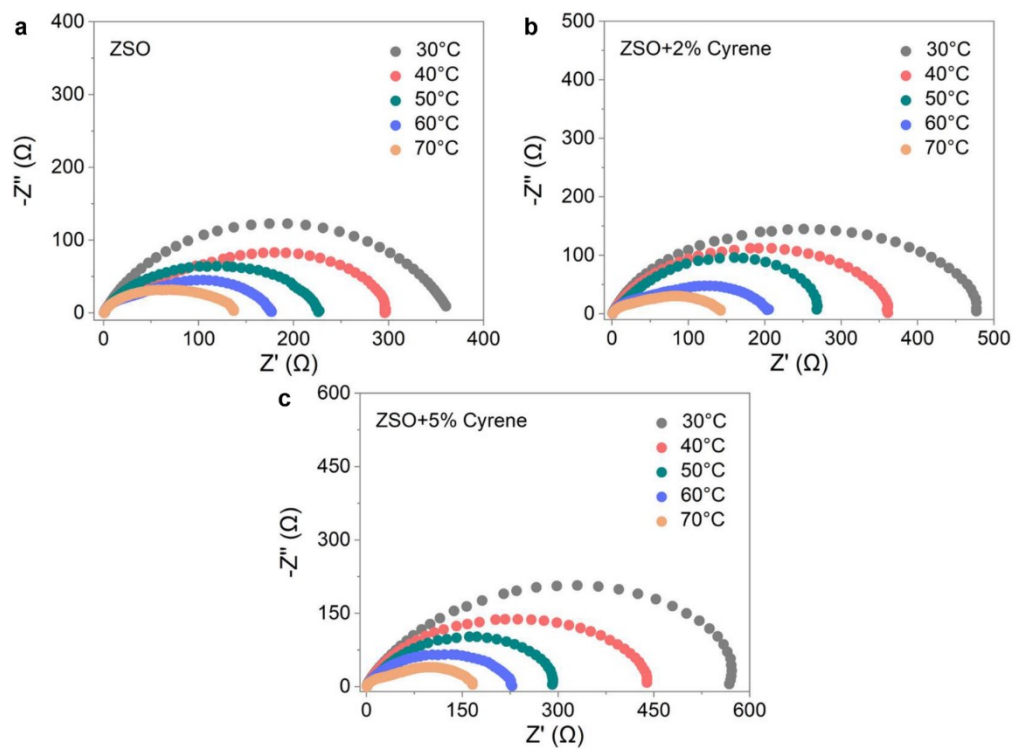 a
ZSO
30°C
40°C
50°C
60°C
70°C
400
300
200
100
0
-Z" (Ω)
0 100 200 300 400
Z' (Ω)
b
ZSO+2% Cyrene
30°C
40°C
50°C
60°C
70°C
500
400
300
200
100
0
-Z" (Ω)
0 100 200 300 400 500
Z' (Ω)
c
ZSO+5% Cyrene
30°C
40°C
50°C
60°C
70°C
600
450
300
150
0
-Z" (Ω)
0 150 300 450 600
Z' (Ω)